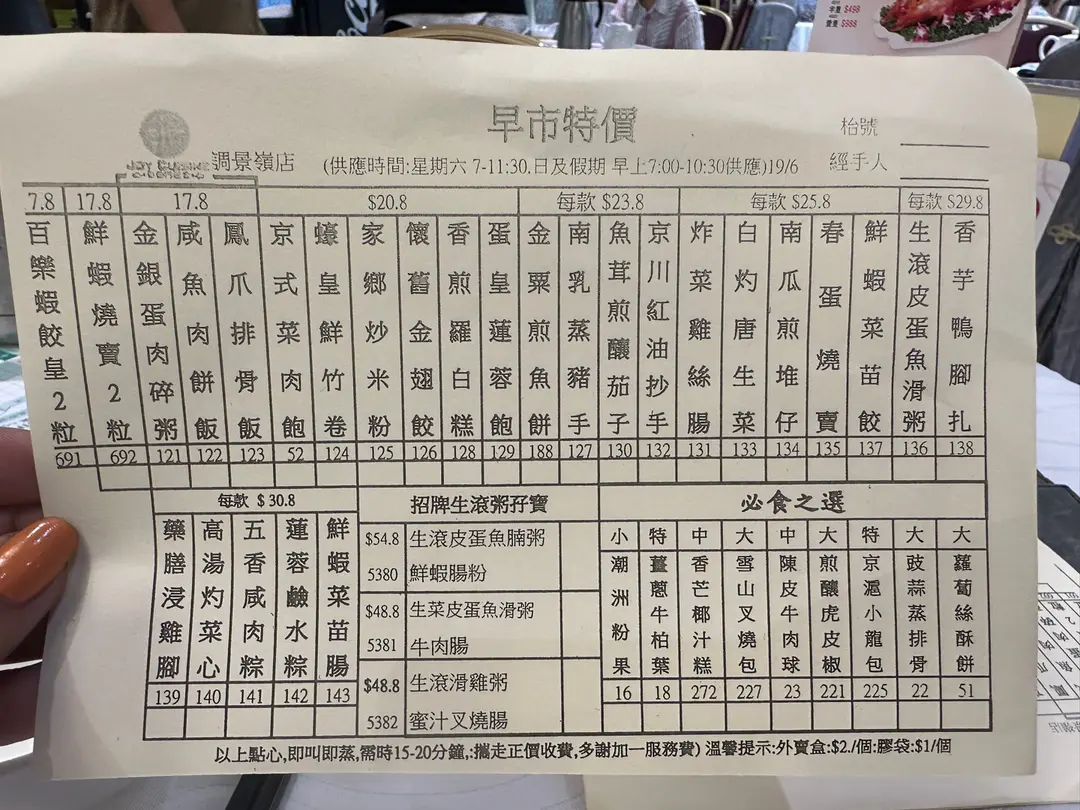 字農 $498
$988
早市特價
枱號
JOY CUISINE
調景嶺店
(供應時間:星期六 7-11:30.日及假期 早上7:00-10:30供應)19/6
經手人
7.8
17.8
17.8
$20.8
每款 $23.8
每款 $25.8
每款 $29.8
百樂蝦餃皇2粒
691
鮮蝦燒賣2粒
692
金銀蛋肉碎粥
121
咸魚肉餅飯
122
鳳爪排骨飯
123
京式菜肉飽
52
蠔皇鮮竹卷
124
家鄉炒米粉
125
懷舊金翅餃
126
香煎羅白糕
128
蛋皇蓮蓉飽
129
金粟煎魚餅
188
南乳蒸豬手
127
魚茸煎釀茄子
130
京川紅油抄手
132
炸菜雞絲腸
131
白灼唐生菜
133
南瓜煎堆仔
134
春蛋燒賣
135
鮮蝦菜苗餃
137
生滾皮蛋魚滑粥
136
香芋鴨腳扎
138
每款 $30.8
藥膳浸雞腳
139
高湯灼菜心
140
五香咸肉粽
141
蓮蓉鹼水粽
142
鮮蝦菜苗腸
143
招牌生滾粥孖寶
$54.8 生滾皮蛋魚腩粥
5380 鮮蝦腸粉
$48.8 生菜皮蛋魚滑粥
5381 牛肉腸
$48.8 生滾滑雞粥
5382 蜜汁叉燒腸
必食之選
小
潮洲粉果
16
特
薑蔥牛柏葉
18
中
香芒椰汁糕
272
大
雪山叉燒包
227
中
陳皮牛肉球
23
大
煎釀虎皮椒
221
特
京滬小龍包
225
大
豉蒜蒸排骨
22
大
蘿蔔絲酥餅
51
以上點心,即叫即蒸,需時15-20分鐘,:攜走正價收費,多謝加一服務費) 溫馨提示:外賣盒:$2./個:膠袋:$1/個